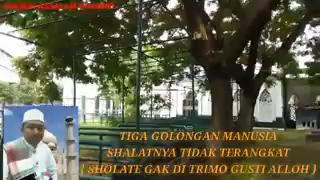 TIGA GOLONGAN MANUSIA
SHALATNYA TIDAK TERANGKAT
( SHOLATE GAK DI TRIMO GUSTI ALLOH )